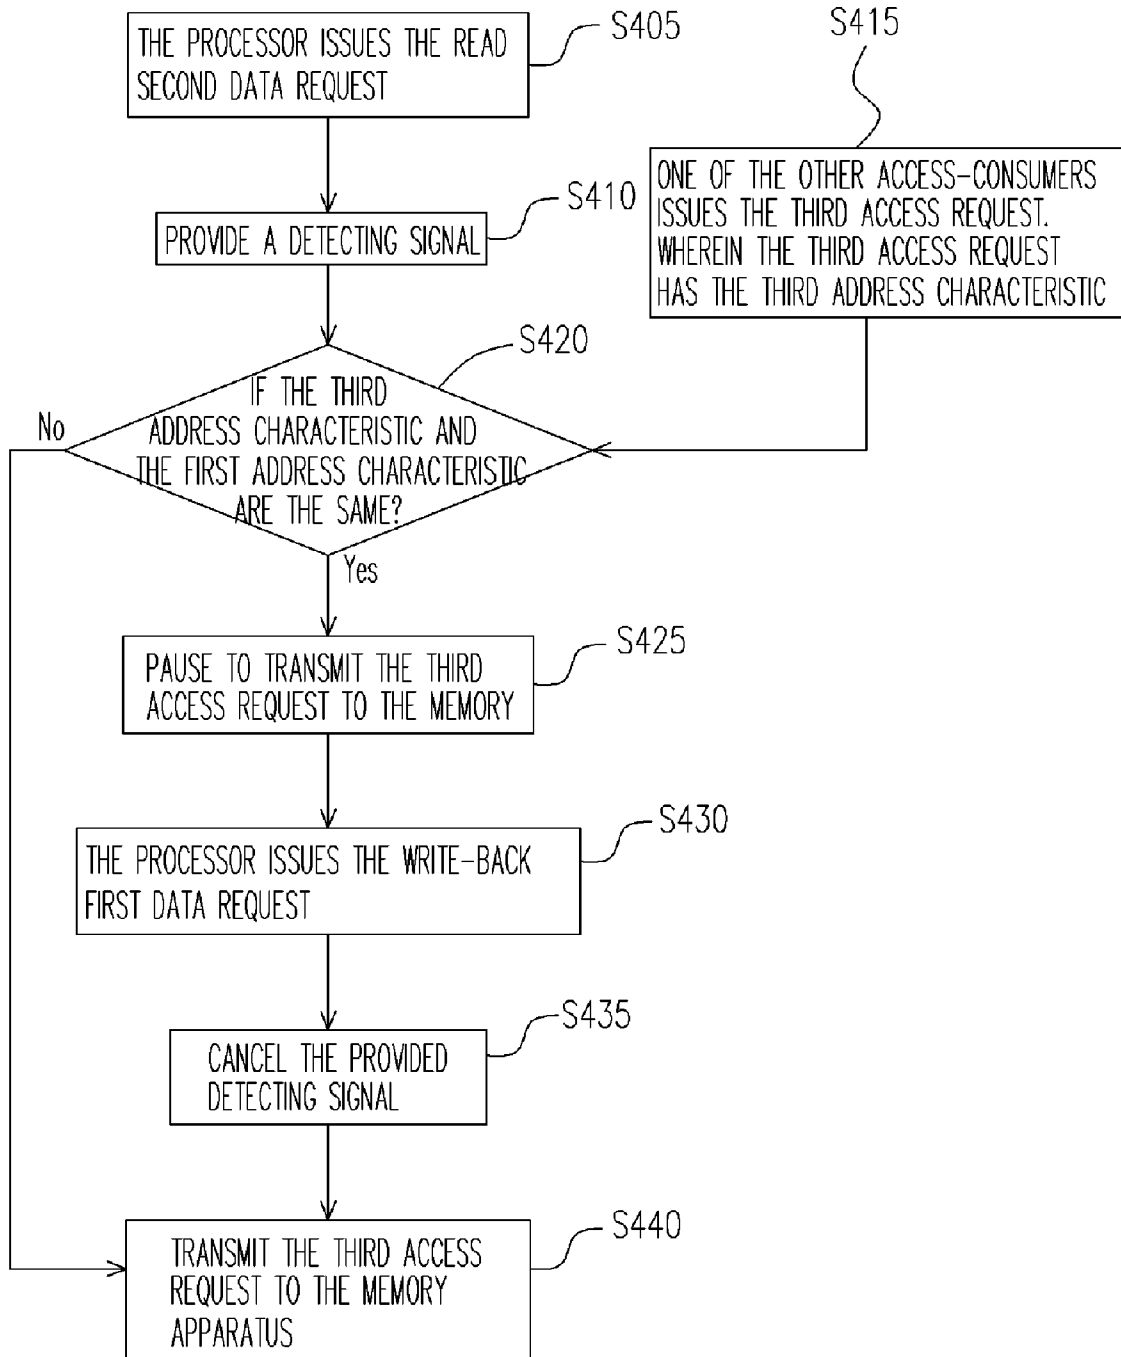 THE PROCESSOR ISSUES THE READ
SECOND DATA REQUEST
S405
S415
ONE OF THE OTHER ACCESS-CONSUMERS
ISSUES THE THIRD ACCESS REQUEST.
WHEREIN THE THIRD ACCESS REQUEST
HAS THE THIRD ADDRESS CHARACTERISTIC
PROVIDE A DETECTING SIGNAL
S410
S420
IF THE THIRD
ADDRESS CHARACTERISTIC AND
THE FIRST ADDRESS CHARACTERISTIC
ARE THE SAME?
No
Yes
PAUSE TO TRANSMIT THE THIRD
ACCESS REQUEST TO THE MEMORY
S425
THE PROCESSOR ISSUES THE WRITE-BACK
FIRST DATA REQUEST
S430
CANCEL THE PROVIDED
DETECTING SIGNAL
S435
TRANSMIT THE THIRD ACCESS
REQUEST TO THE MEMORY
APPARATUS
S440